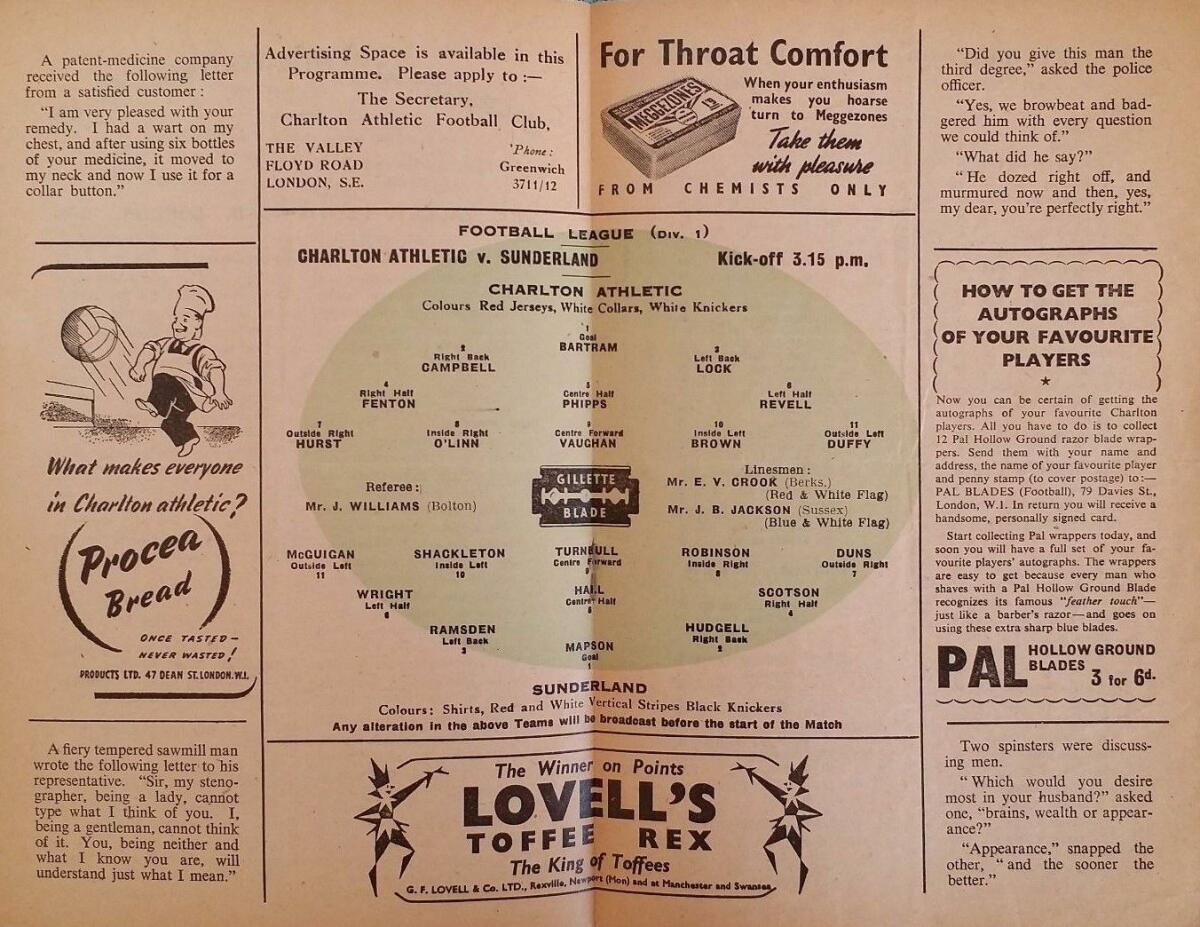 A patent-medicine company
received the following letter
from a satisfied customer :
"I am very pleased with your
remedy. I had a wart on my
chest, and after using six bottles
of your medicine, it moved to
my neck and now I use it for a
collar button."
What makes everyone
in Charlton athletic?
Procea
Bread
ONCE TASTED —
NEVER WASTED!
PRODUCTS LTD. 47 DEAN ST. LONDON. W.I.
A fiery tempered sawmill man
wrote the following letter to his
representative. "Sir, my steno-
grapher, being a lady, cannot
type what I think of you. I,
being a gentleman, cannot think
of it. You, being neither and
what I know you are, will
understand just what I mean."
Advertising Space is available in this
Programme. Please apply to :—
The Secretary,
Charlton Athletic Football Club,
THE VALLEY
FLOYD ROAD
LONDON, S.E.
'Phone :
Greenwich
3711/12
For Throat Comfort
MEGGEZONES
When your enthusiasm
makes you hoarse
turn to Meggezones
Take them
with pleasure
FROM CHEMISTS ONLY
FOOTBALL LEAGUE (DIV. 1)
CHARLTON ATHLETIC v. SUNDERLAND Kick-off 3.15 p.m.
CHARLTON ATHLETIC
Colours Red Jerseys, White Collars, White Knickers
1
Goal
BARTRAM
2
Right Back
CAMPBELL
3
Left Back
LOCK
4
Right Half
FENTON
5
Centre Half
PHIPPS
6
Left Half
REVELL
7
Outside Right
HURST
8
Inside Right
O'LINN
9
Centre Forward
VAUGHAN
10
Inside Left
BROWN
11
Outside Left
DUFFY
Referee :
Mr. J. WILLIAMS (Bolton)
GILLETTE
BLADE
Linesmen :
Mr. E. V. CROOK (Berks.)
(Red & White Flag)
Mr. J. B. JACKSON (Sussex)
(Blue & White Flag)
McGUIGAN
Outside Left
11
SHACKLETON
Inside Left
10
TURNBULL
Centre Forward
9
ROBINSON
Inside Right
8
DUNS
Outside Right
7
WRIGHT
Left Half
6
HALL
Centre Half
5
SCOTSON
Right Half
4
RAMSDEN
Left Back
3
HUDGELL
Right Back
2
MAPSON
Goal
1
SUNDERLAND
Colours: Shirts, Red and White Vertical Stripes Black Knickers
Any alteration in the above Teams will be broadcast before the start of the Match
The Winner on Points
LOVELL'S
TOFFEE REX
The King of Toffees
G. F. LOVELL & Co. LTD., Rexville, Newport (Mon) and at Manchester and Swansea
"Did you give this man the
third degree," asked the police
officer.
"Yes, we browbeat and bad-
gered him with every question
we could think of."
"What did he say?"
"He dozed right off, and
murmured now and then, yes,
my dear, you're perfectly right."
HOW TO GET THE
AUTOGRAPHS
OF YOUR FAVOURITE
PLAYERS
★
Now you can be certain of getting the
autographs of your favourite Charlton
players. All you have to do is to collect
12 Pal Hollow Ground razor blade wrap-
pers. Send them with your name and
address, the name of your favourite player
and penny stamp (to cover postage) to:—
PAL BLADES (Football), 79 Davies St.,
London, W.1. In return you will receive a
handsome, personally signed card.
Start collecting Pal wrappers today, and
soon you will have a full set of your fa-
vourite players' autographs. The wrappers
are easy to get because every man who
shaves with a Pal Hollow Ground Blade
recognizes its famous "feather touch"—
just like a barber's razor—and goes on
using these extra sharp blue blades.
PAL HOLLOW GROUND
BLADES 3 for 6d.
Two spinsters were discuss-
ing men.
"Which would you desire
most in your husband?" asked
one, "brains, wealth or appear-
ance?"
"Appearance," snapped the
other, "and the sooner the
better."